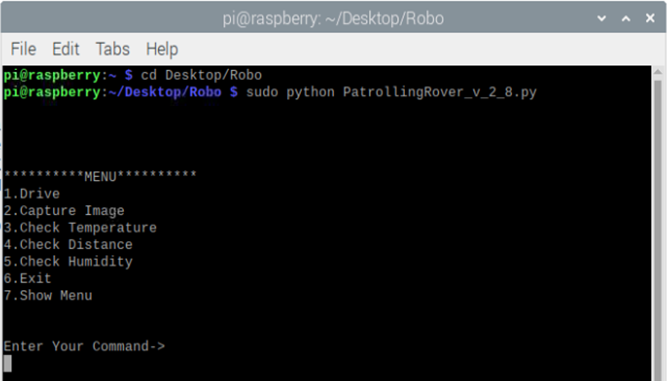 pi@raspberry: ~/Desktop/Robo
File Edit Tabs Help
pi@raspberry:~ $ cd Desktop/Robo
pi@raspberry:~/Desktop/Robo $ sudo python PatrollingRover_v_2_8.py
**********MENU**********
1.Drive
2.Capture Image
3.Check Temperature
4.Check Distance
5.Check Humidity
6.Exit
7.Show Menu
Enter Your Command->